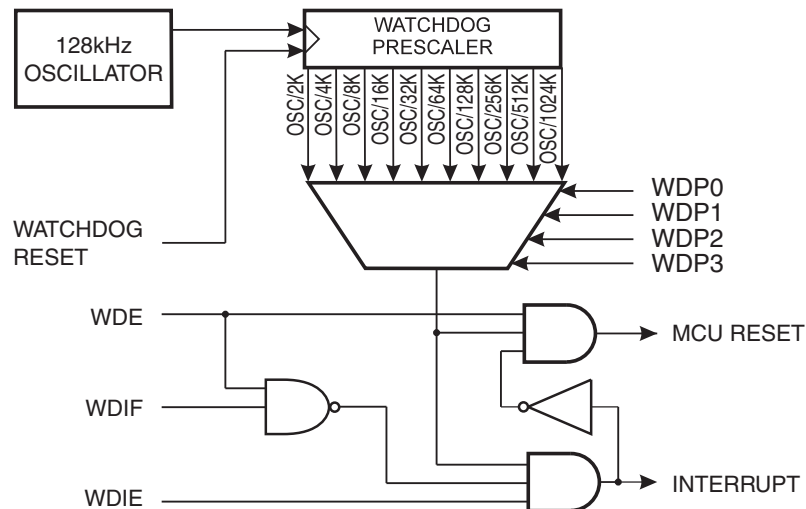 128kHz
OSCILLATOR
WATCHDOG
PRESCALER
OSC/2K
OSC/4K
OSC/8K
OSC/16K
OSC/32K
OSC/64K
OSC/128K
OSC/256K
OSC/512K
OSC/1024K
WDP0
WDP1
WDP2
WDP3
WATCHDOG
RESET
WDE
MCU RESET
WDIF
WDIE
INTERRUPT